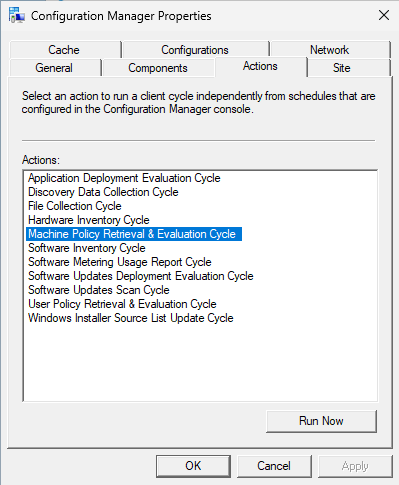 Configuration Manager Properties
Cache Configurations Network
General Components Actions Site
Select an action to run a client cycle independently from schedules that are
configured in the Configuration Manager console.
Actions:
Application Deployment Evaluation Cycle
Discovery Data Collection Cycle
File Collection Cycle
Hardware Inventory Cycle
Machine Policy Retrieval & Evaluation Cycle
Software Inventory Cycle
Software Metering Usage Report Cycle
Software Updates Deployment Evaluation Cycle
Software Updates Scan Cycle
User Policy Retrieval & Evaluation Cycle
Windows Installer Source List Update Cycle
Run Now
OK Cancel Apply